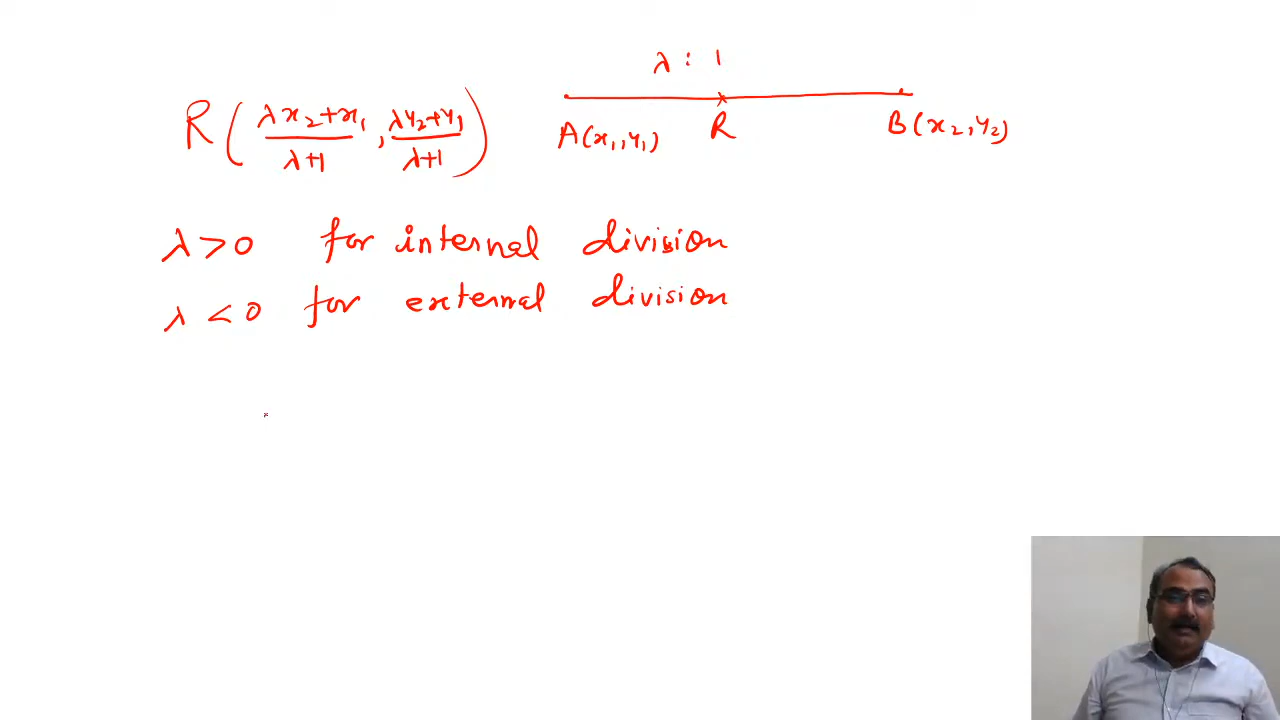 λ : 1
R ( λx₂+x₁ / λ+1 , λy₂+y₁ / λ+1 )
A(x₁,y₁) R B(x₂,y₂)
λ>0 for internal division
λ <0 for external division